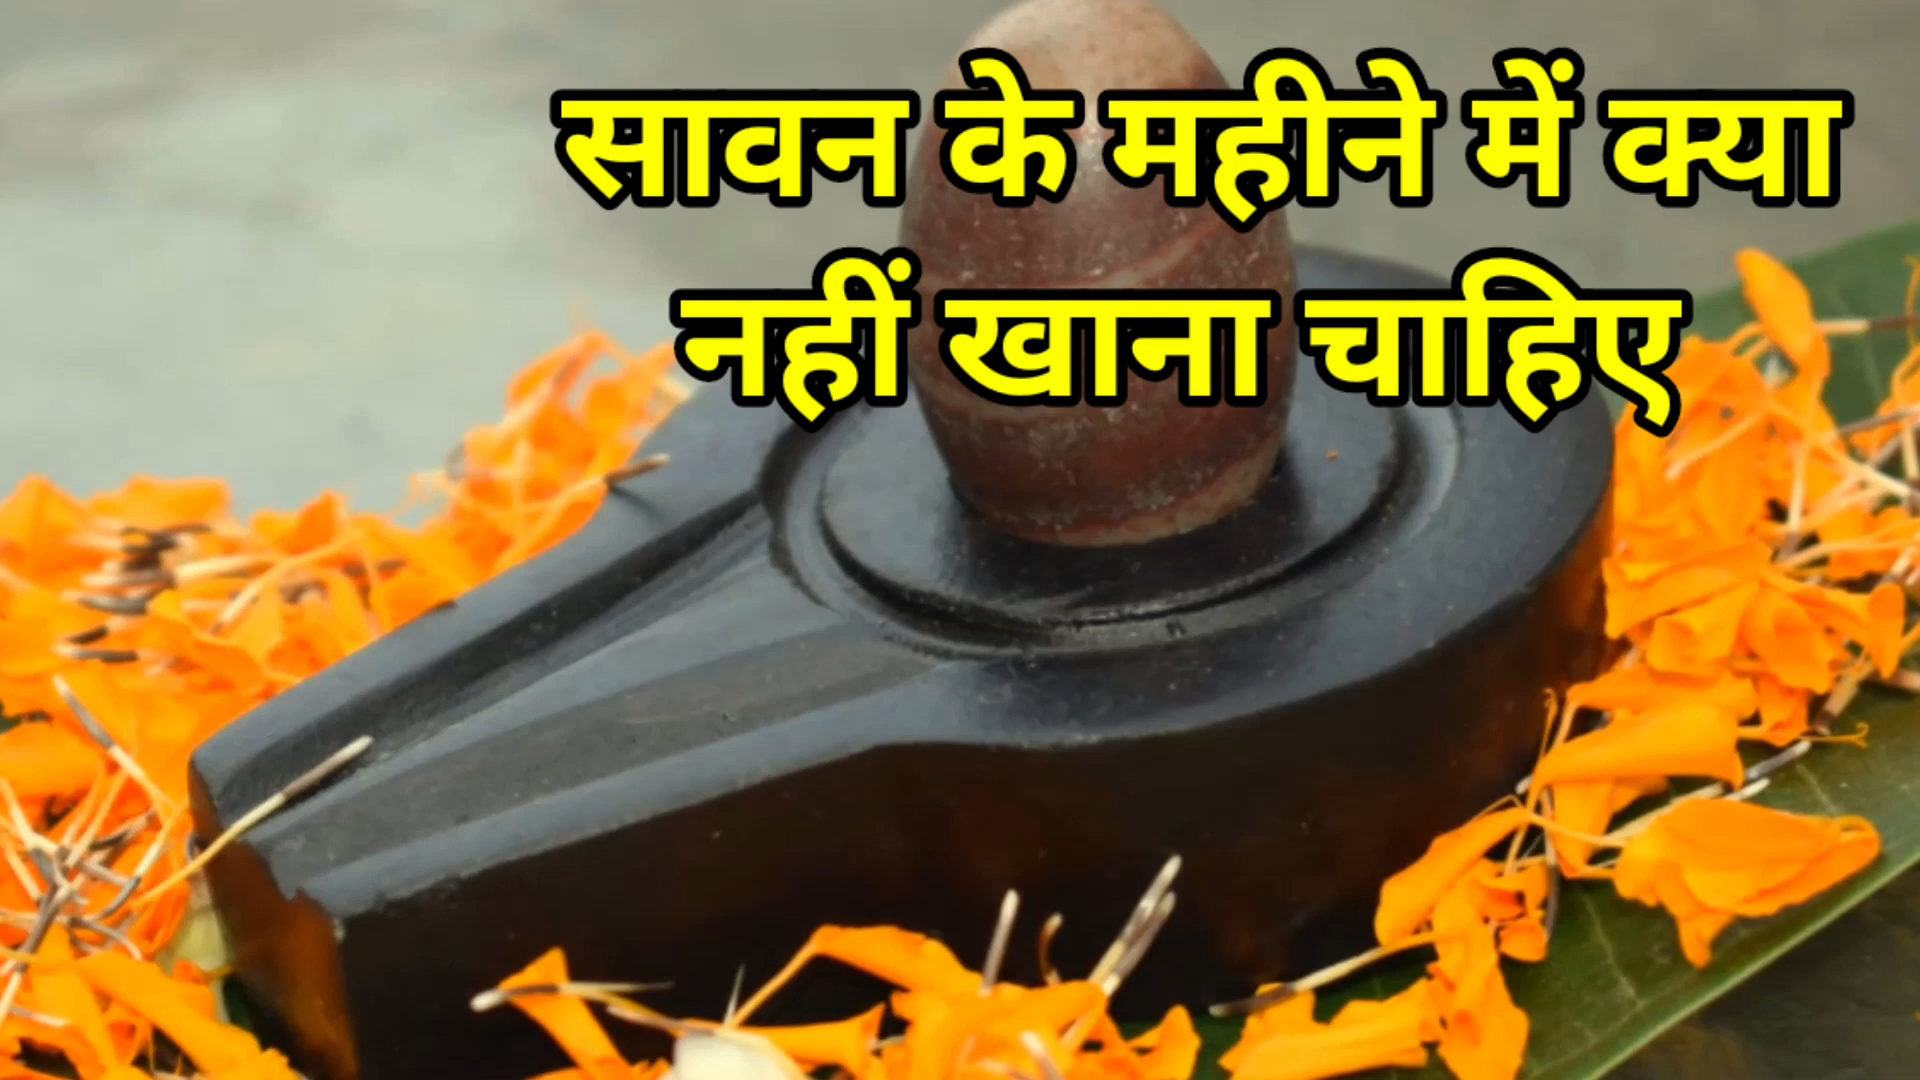 सावन के महीने में क्या
नहीं खाना चाहिए